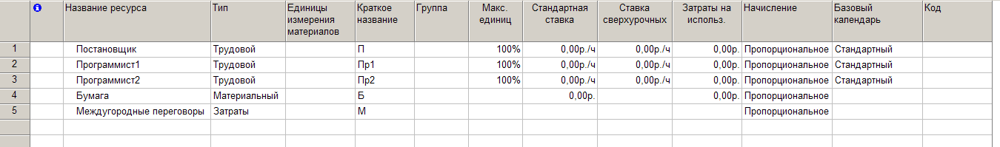 Название ресурса Тип Единицы измерения материалов Краткое название Группа Макс. единиц Стандартная ставка Ставка сверхурочных Затраты на использ. Начисление Базовый календарь Код
1 Постановщик Трудовой П 100% 0,00р./ч 0,00р./ч 0,00р. Пропорциональное Стандартный
2 Программист1 Трудовой Пр1 100% 0,00р./ч 0,00р./ч 0,00р. Пропорциональное Стандартный
3 Программист2 Трудовой Пр2 100% 0,00р./ч 0,00р./ч 0,00р. Пропорциональное Стандартный
4 Бумага Материальный Б 0,00р. 0,00р. Пропорциональное
5 Междугородные переговоры Затраты М Пропорциональное